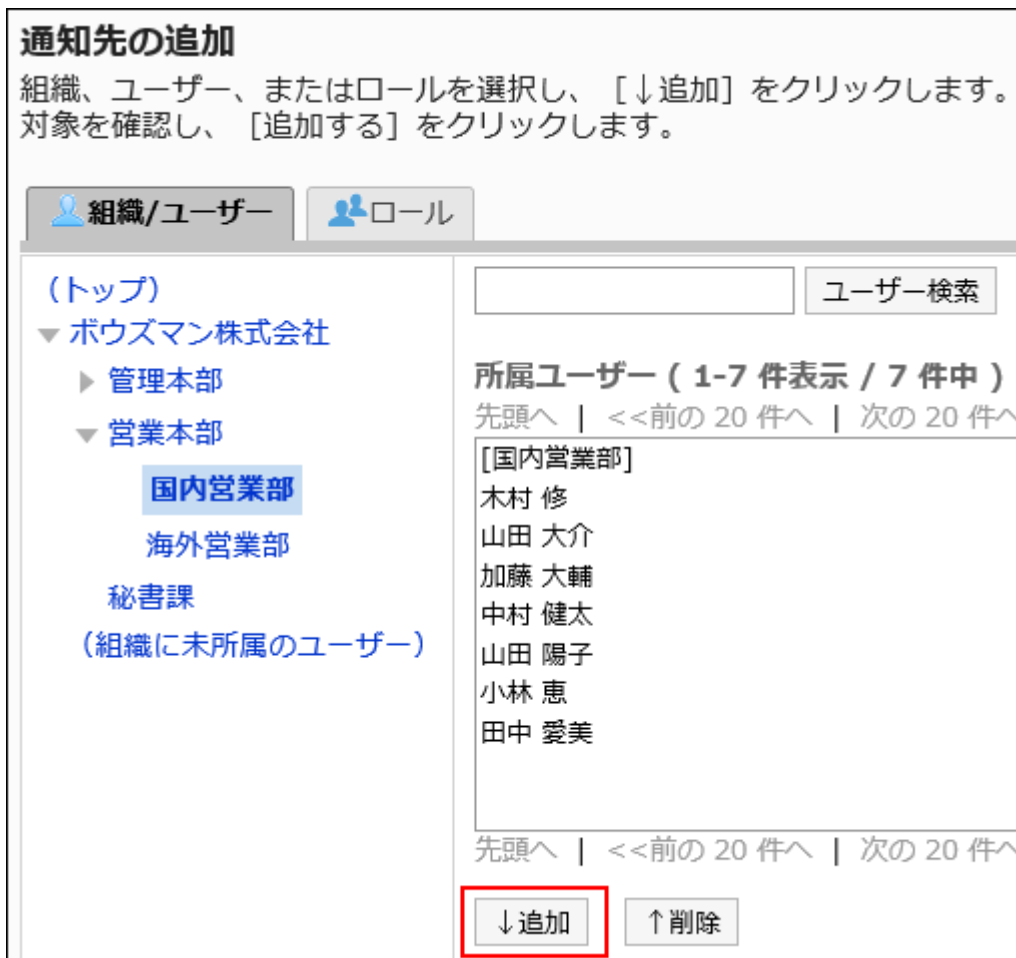 通知先の追加
組織、ユーザー、またはロールを選択し、［↓追加］をクリックします。
対象を確認し、［追加する］をクリックします。
組織/ユーザー
ロール
（トップ）
ボウズマン株式会社
管理本部
営業本部
国内営業部
海外営業部
秘書課
（組織に未所属のユーザー）
ユーザー検索
所属ユーザー ( 1-7 件表示 / 7 件中 )
先頭へ | <<前の 20 件へ | 次の 20 件へ
[国内営業部]
木村 修
山田 大介
加藤 大輔
中村 健太
山田 陽子
小林 恵
田中 愛美
先頭へ | <<前の 20 件へ | 次の 20 件へ
↓追加
↑削除